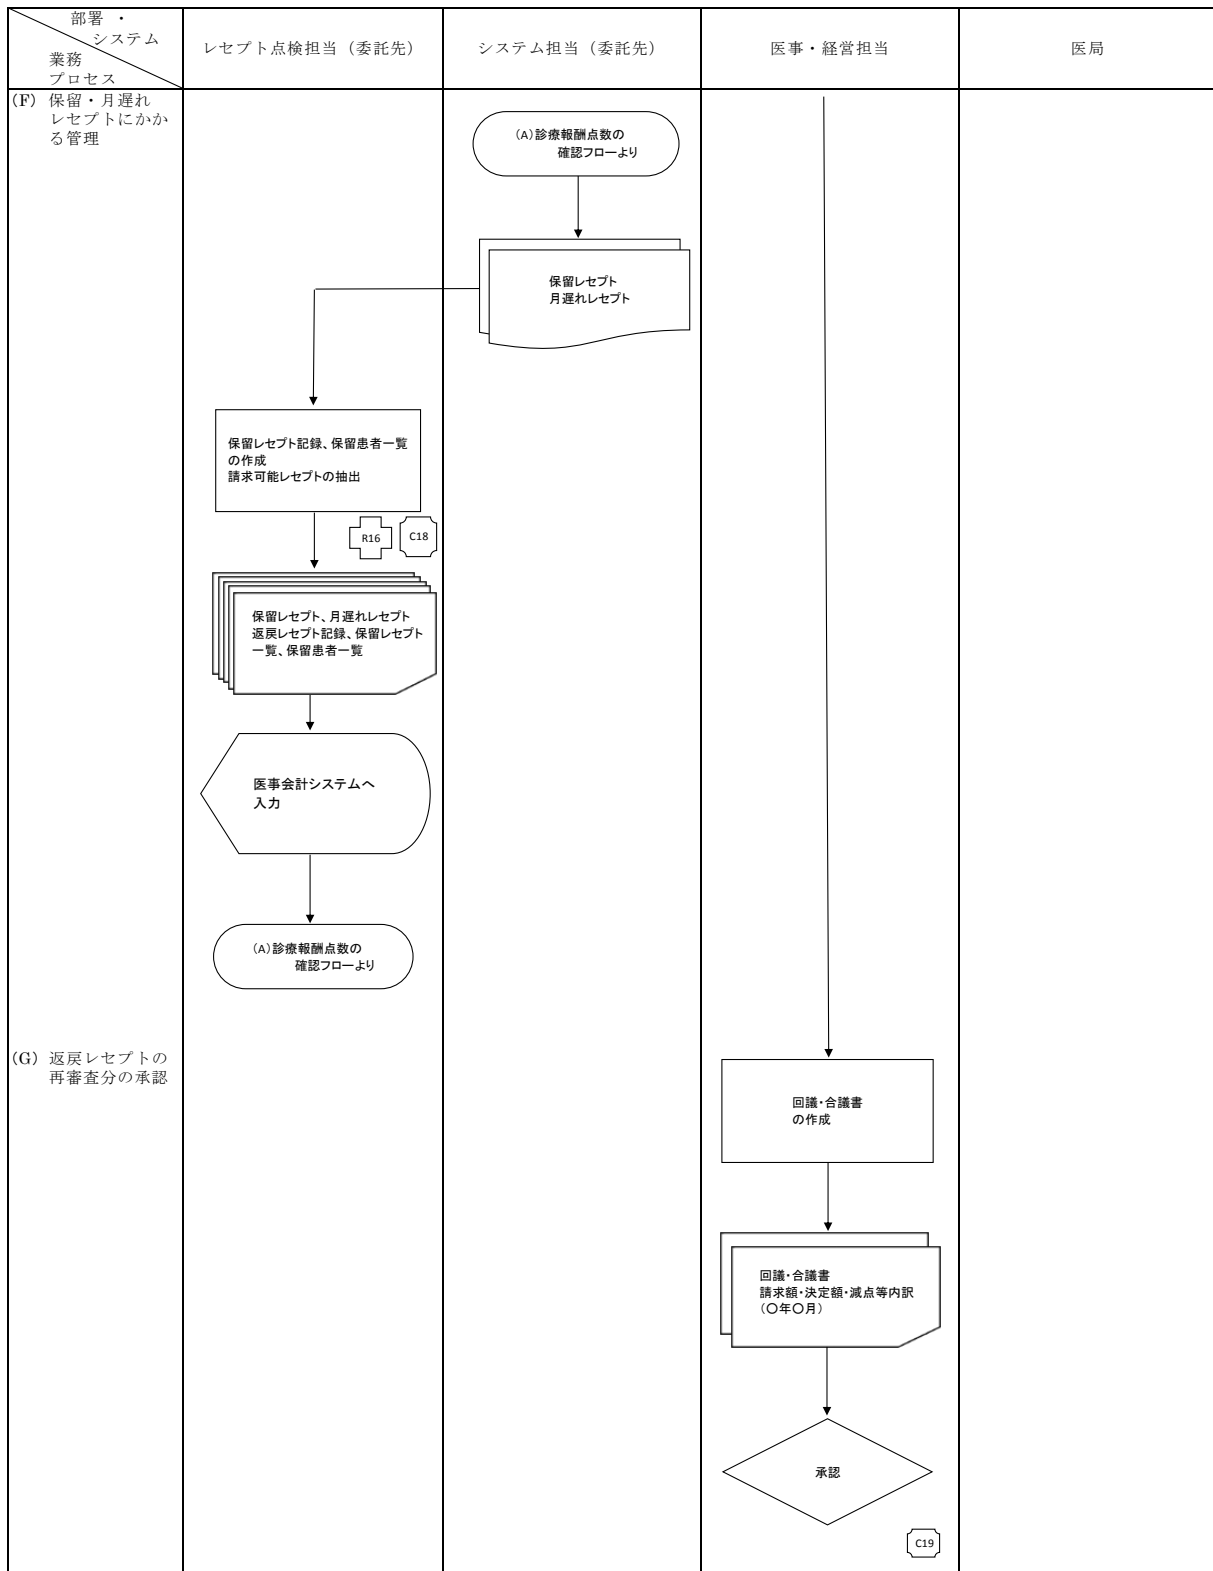 部署 ・
システム
業務
プロセス
レセプト点検担当（委託先）
システム担当（委託先）
医事・経営担当
医局
(F) 保留・月遅れ
レセプトにかか
る管理
(A)診療報酬点数の
確認フローより
保留レセプト
月遅れレセプト
保留レセプト記録、保留患者一覧
の作成
請求可能レセプトの抽出
R16
C18
保留レセプト、月遅れレセプト
返戻レセプト記録、保留レセプト
一覧、保留患者一覧
医事会計システムへ
入力
(A)診療報酬点数の
確認フローより
(G) 返戻レセプトの
再審査分の承認
回議・合議書
の作成
回議・合議書
請求額・決定額・減点等内訳
（〇年〇月）
承認
C19